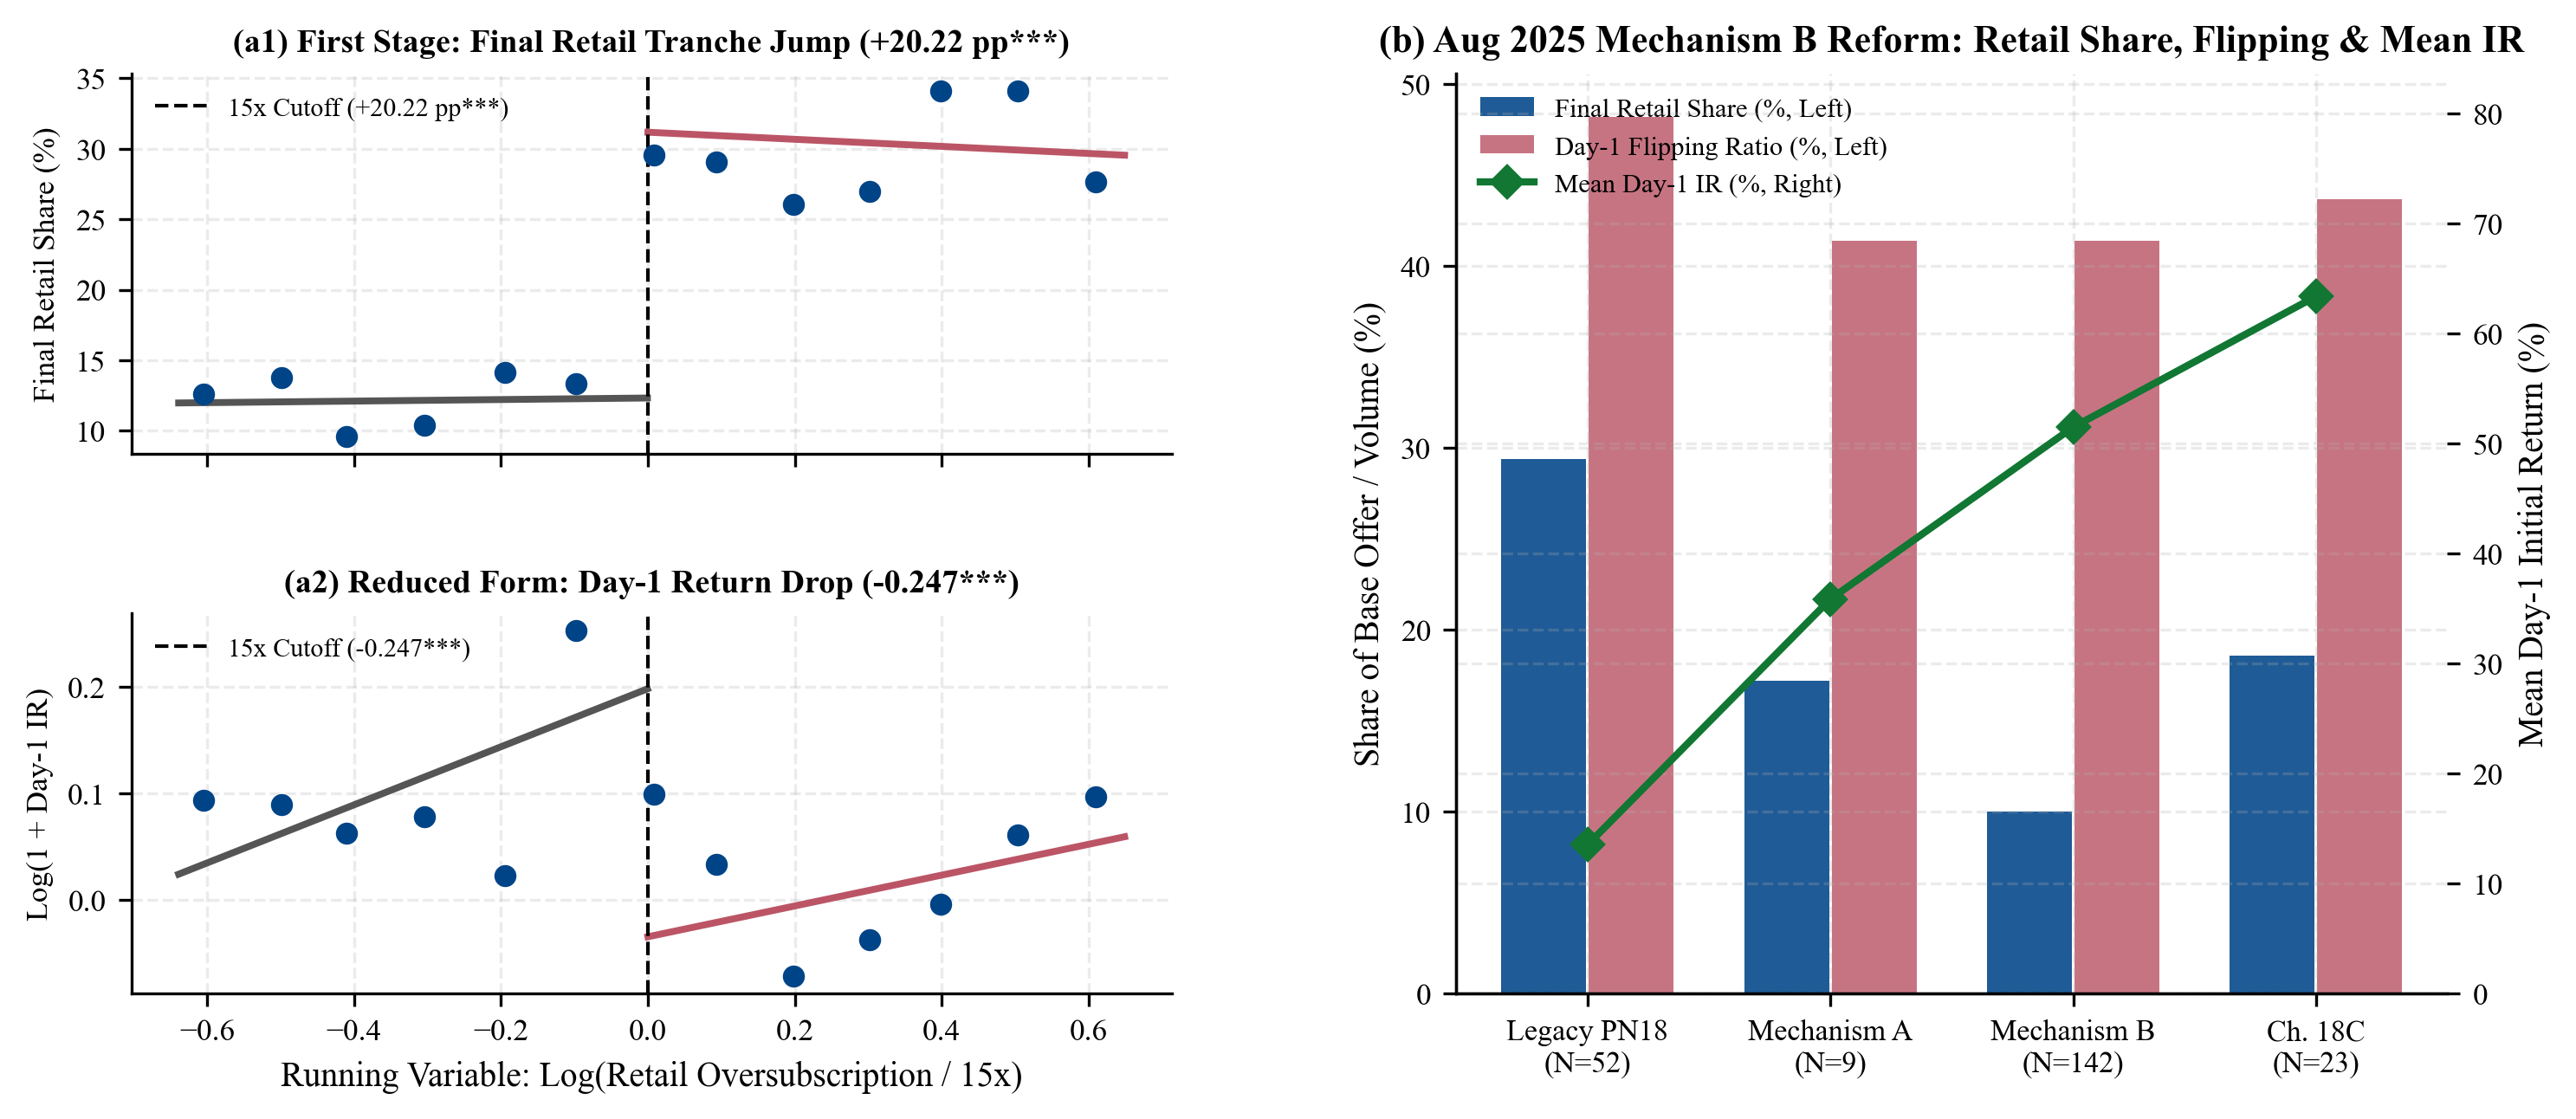 (a1) First Stage: Final Retail Tranche Jump (+20.22 pp***)
15x Cutoff (+20.22 pp***)
Final Retail Share (%)
35
30
25
20
15
10
(a2) Reduced Form: Day-1 Return Drop (-0.247***)
15x Cutoff (-0.247***)
Log(1 + Day-1 IR)
0.2
0.1
0.0
−0.6 −0.4 −0.2 0.0 0.2 0.4 0.6
Running Variable: Log(Retail Oversubscription / 15x)
(b) Aug 2025 Mechanism B Reform: Retail Share, Flipping & Mean IR
Final Retail Share (%, Left)
Day-1 Flipping Ratio (%, Left)
Mean Day-1 IR (%, Right)
Share of Base Offer / Volume (%)
50
40
30
20
10
0
Mean Day-1 Initial Return (%)
80
70
60
50
40
30
20
10
0
Legacy PN18
(N=52)
Mechanism A
(N=9)
Mechanism B
(N=142)
Ch. 18C
(N=23)